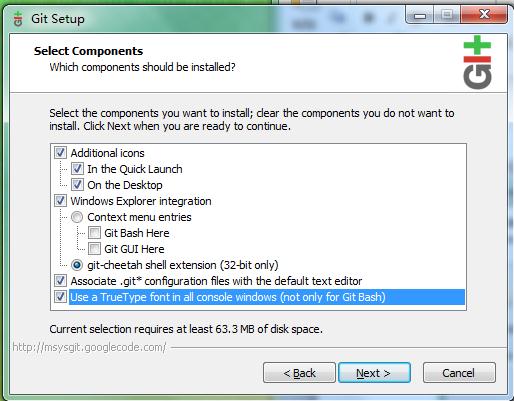 Git Setup
Select Components
Which components should be installed?
Select the components you want to install; clear the components you do not want to
install. Click Next when you are ready to continue.
Additional icons
In the Quick Launch
On the Desktop
Windows Explorer integration
Context menu entries
Git Bash Here
Git GUI Here
git-cheetah shell extension (32-bit only)
Associate .git* configuration files with the default text editor
Use a TrueType font in all console windows (not only for Git Bash)
Current selection requires at least 63.3 MB of disk space.
http://msysgit.googlecode.com/
< Back
Next >
Cancel